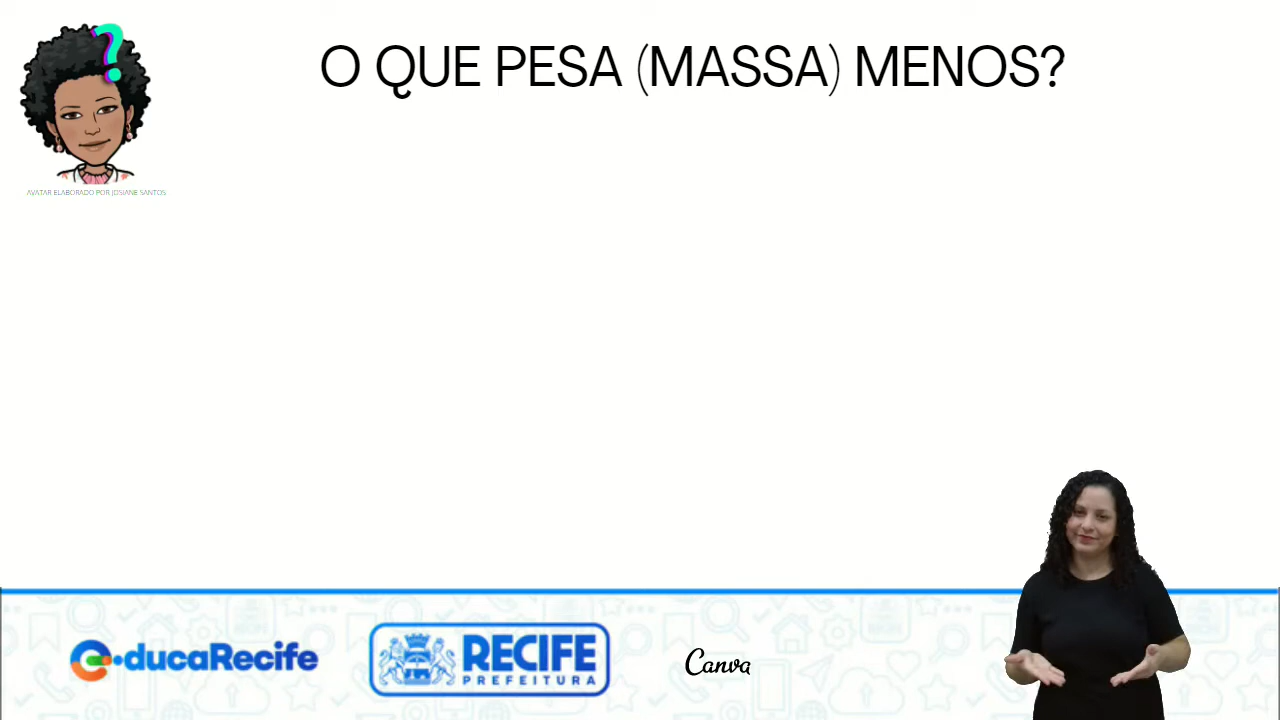 O QUE PESA (MASSA) MENOS?
AVATAR ELABORADO POR JOSIANE SANTOS
educaRecife
RECIFE
PREFEITURA
Canva